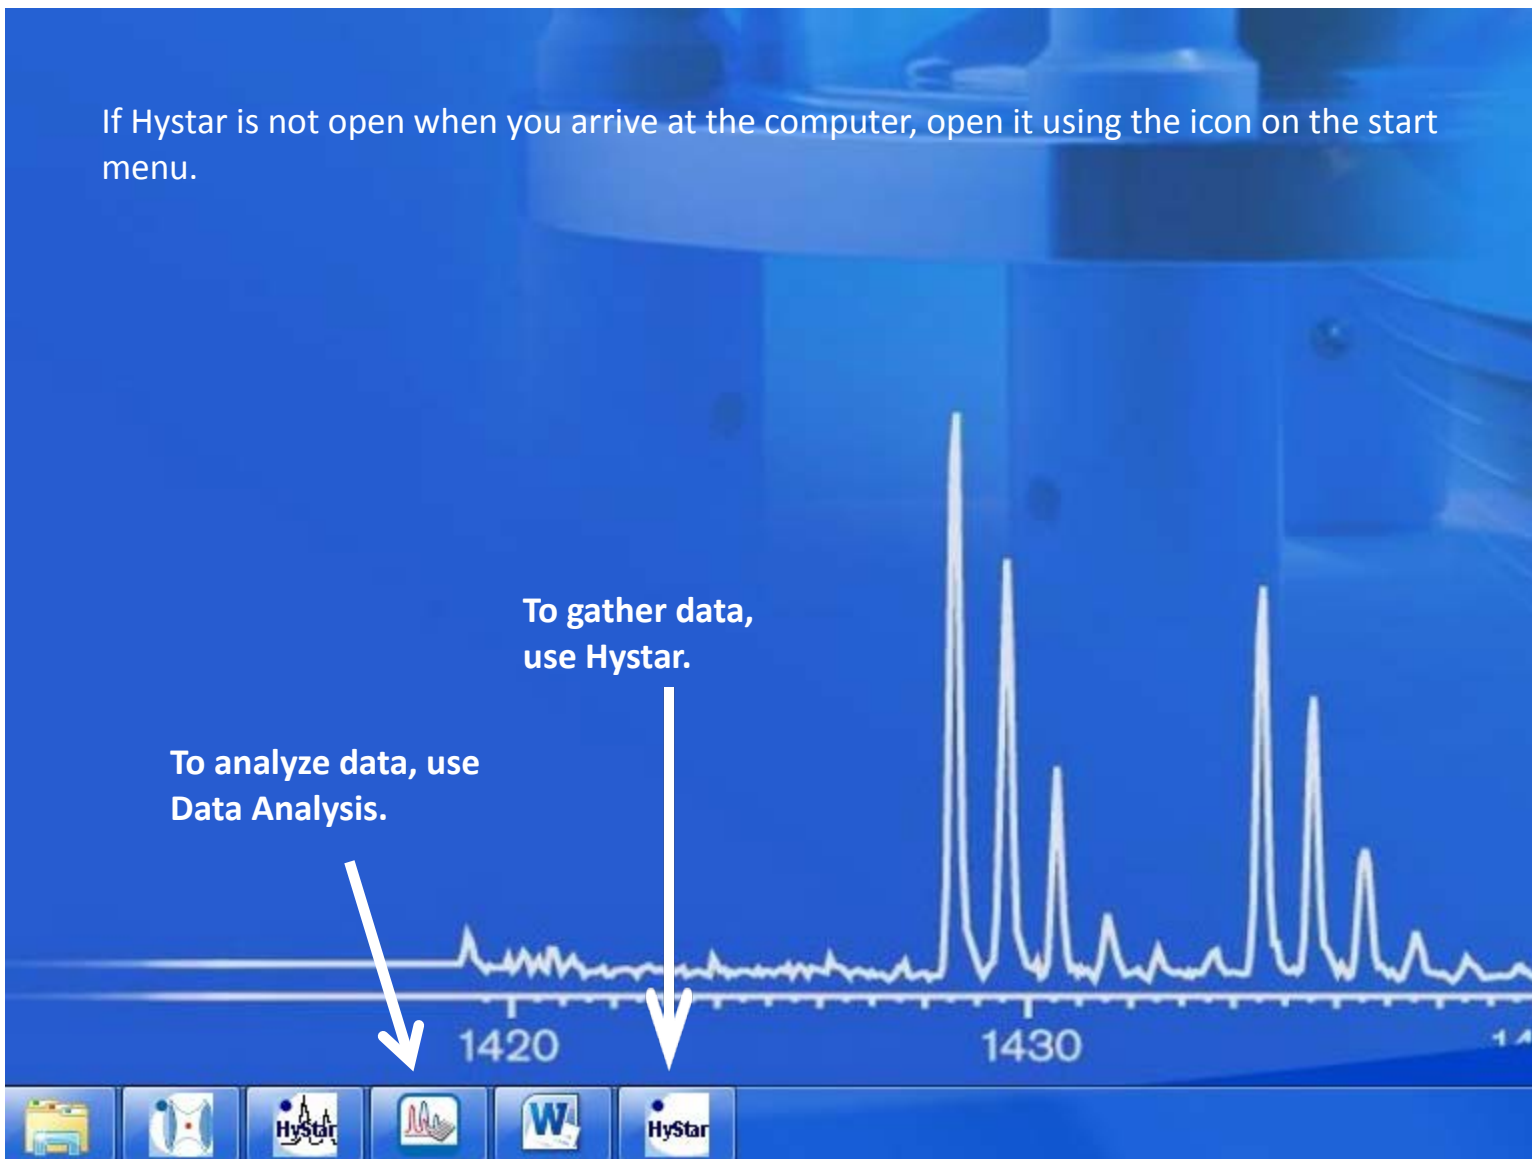 If Hystar is not open when you arrive at the computer, open it using the icon on the start
menu.
To gather data,
use Hystar.
To analyze data, use
Data Analysis.
1420
1430
14
HyStar
W
HyStar